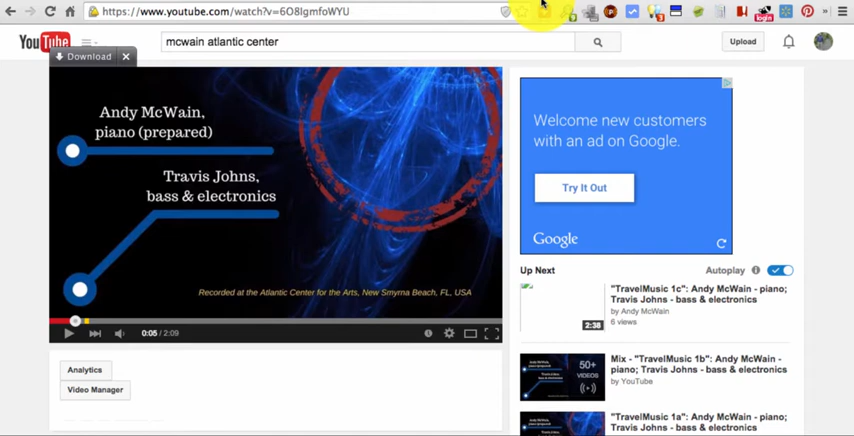 https://www.youtube.com/watch?v=6O8IgmfoWYU
YouTube
mcwain atlantic center
Upload
Download
Andy McWain,
piano (prepared)
Travis Johns,
bass & electronics
Recorded at the Atlantic Center for the Arts, New Smyrna Beach, FL, USA
0:05 / 2:09
Analytics
Video Manager
Welcome new customers
with an ad on Google.
Try It Out
Google
Up Next
Autoplay
"TravelMusic 1c": Andy McWain - piano;
Travis Johns - bass & electronics
by Andy McWain
6 views
2:38
Mix - "TravelMusic 1b": Andy McWain -
piano; Travis Johns - bass & electronics
by YouTube
50+
VIDEOS
"TravelMusic 1a": Andy McWain - piano;
Travis Johns - bass & electronics